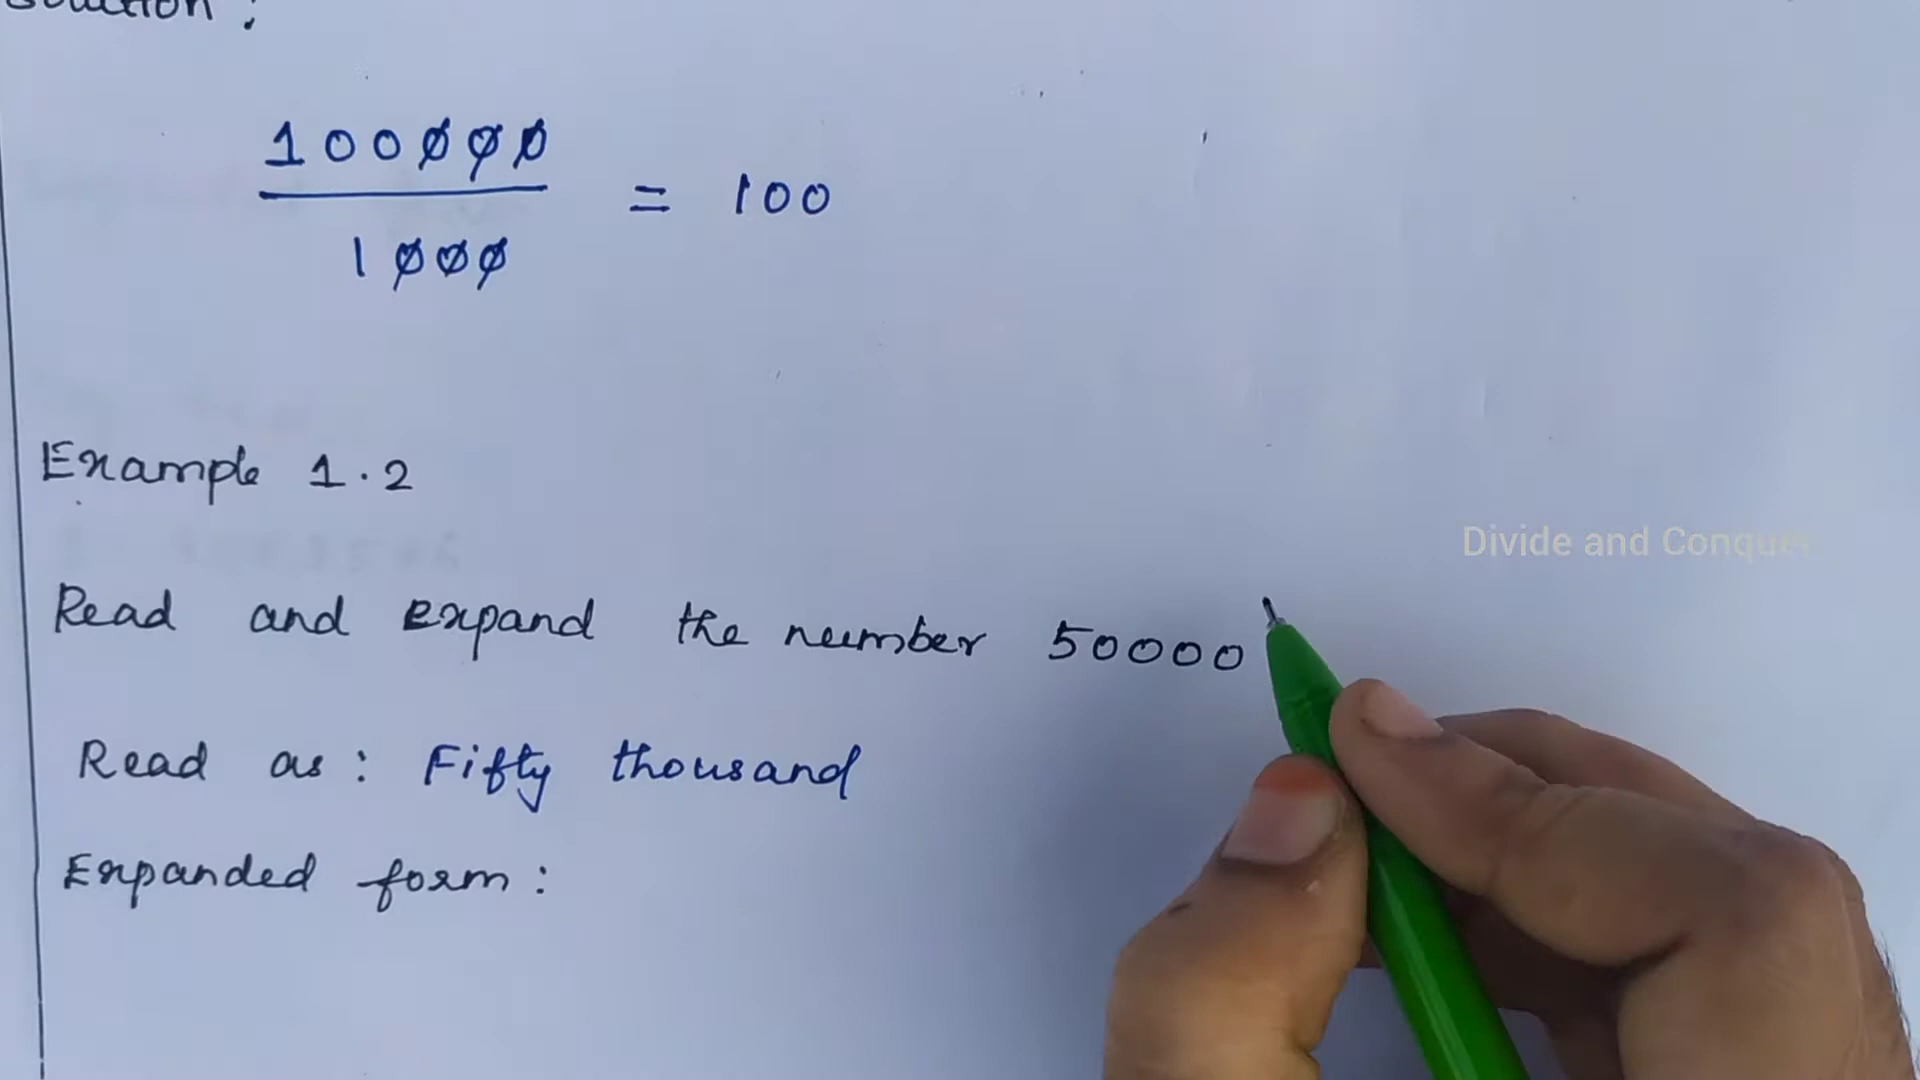 Solution :
100000
1000
= 100
Example 1.2
Divide and Conquer
Read and expand the number 50000
Read as : Fifty thousand
Expanded form :